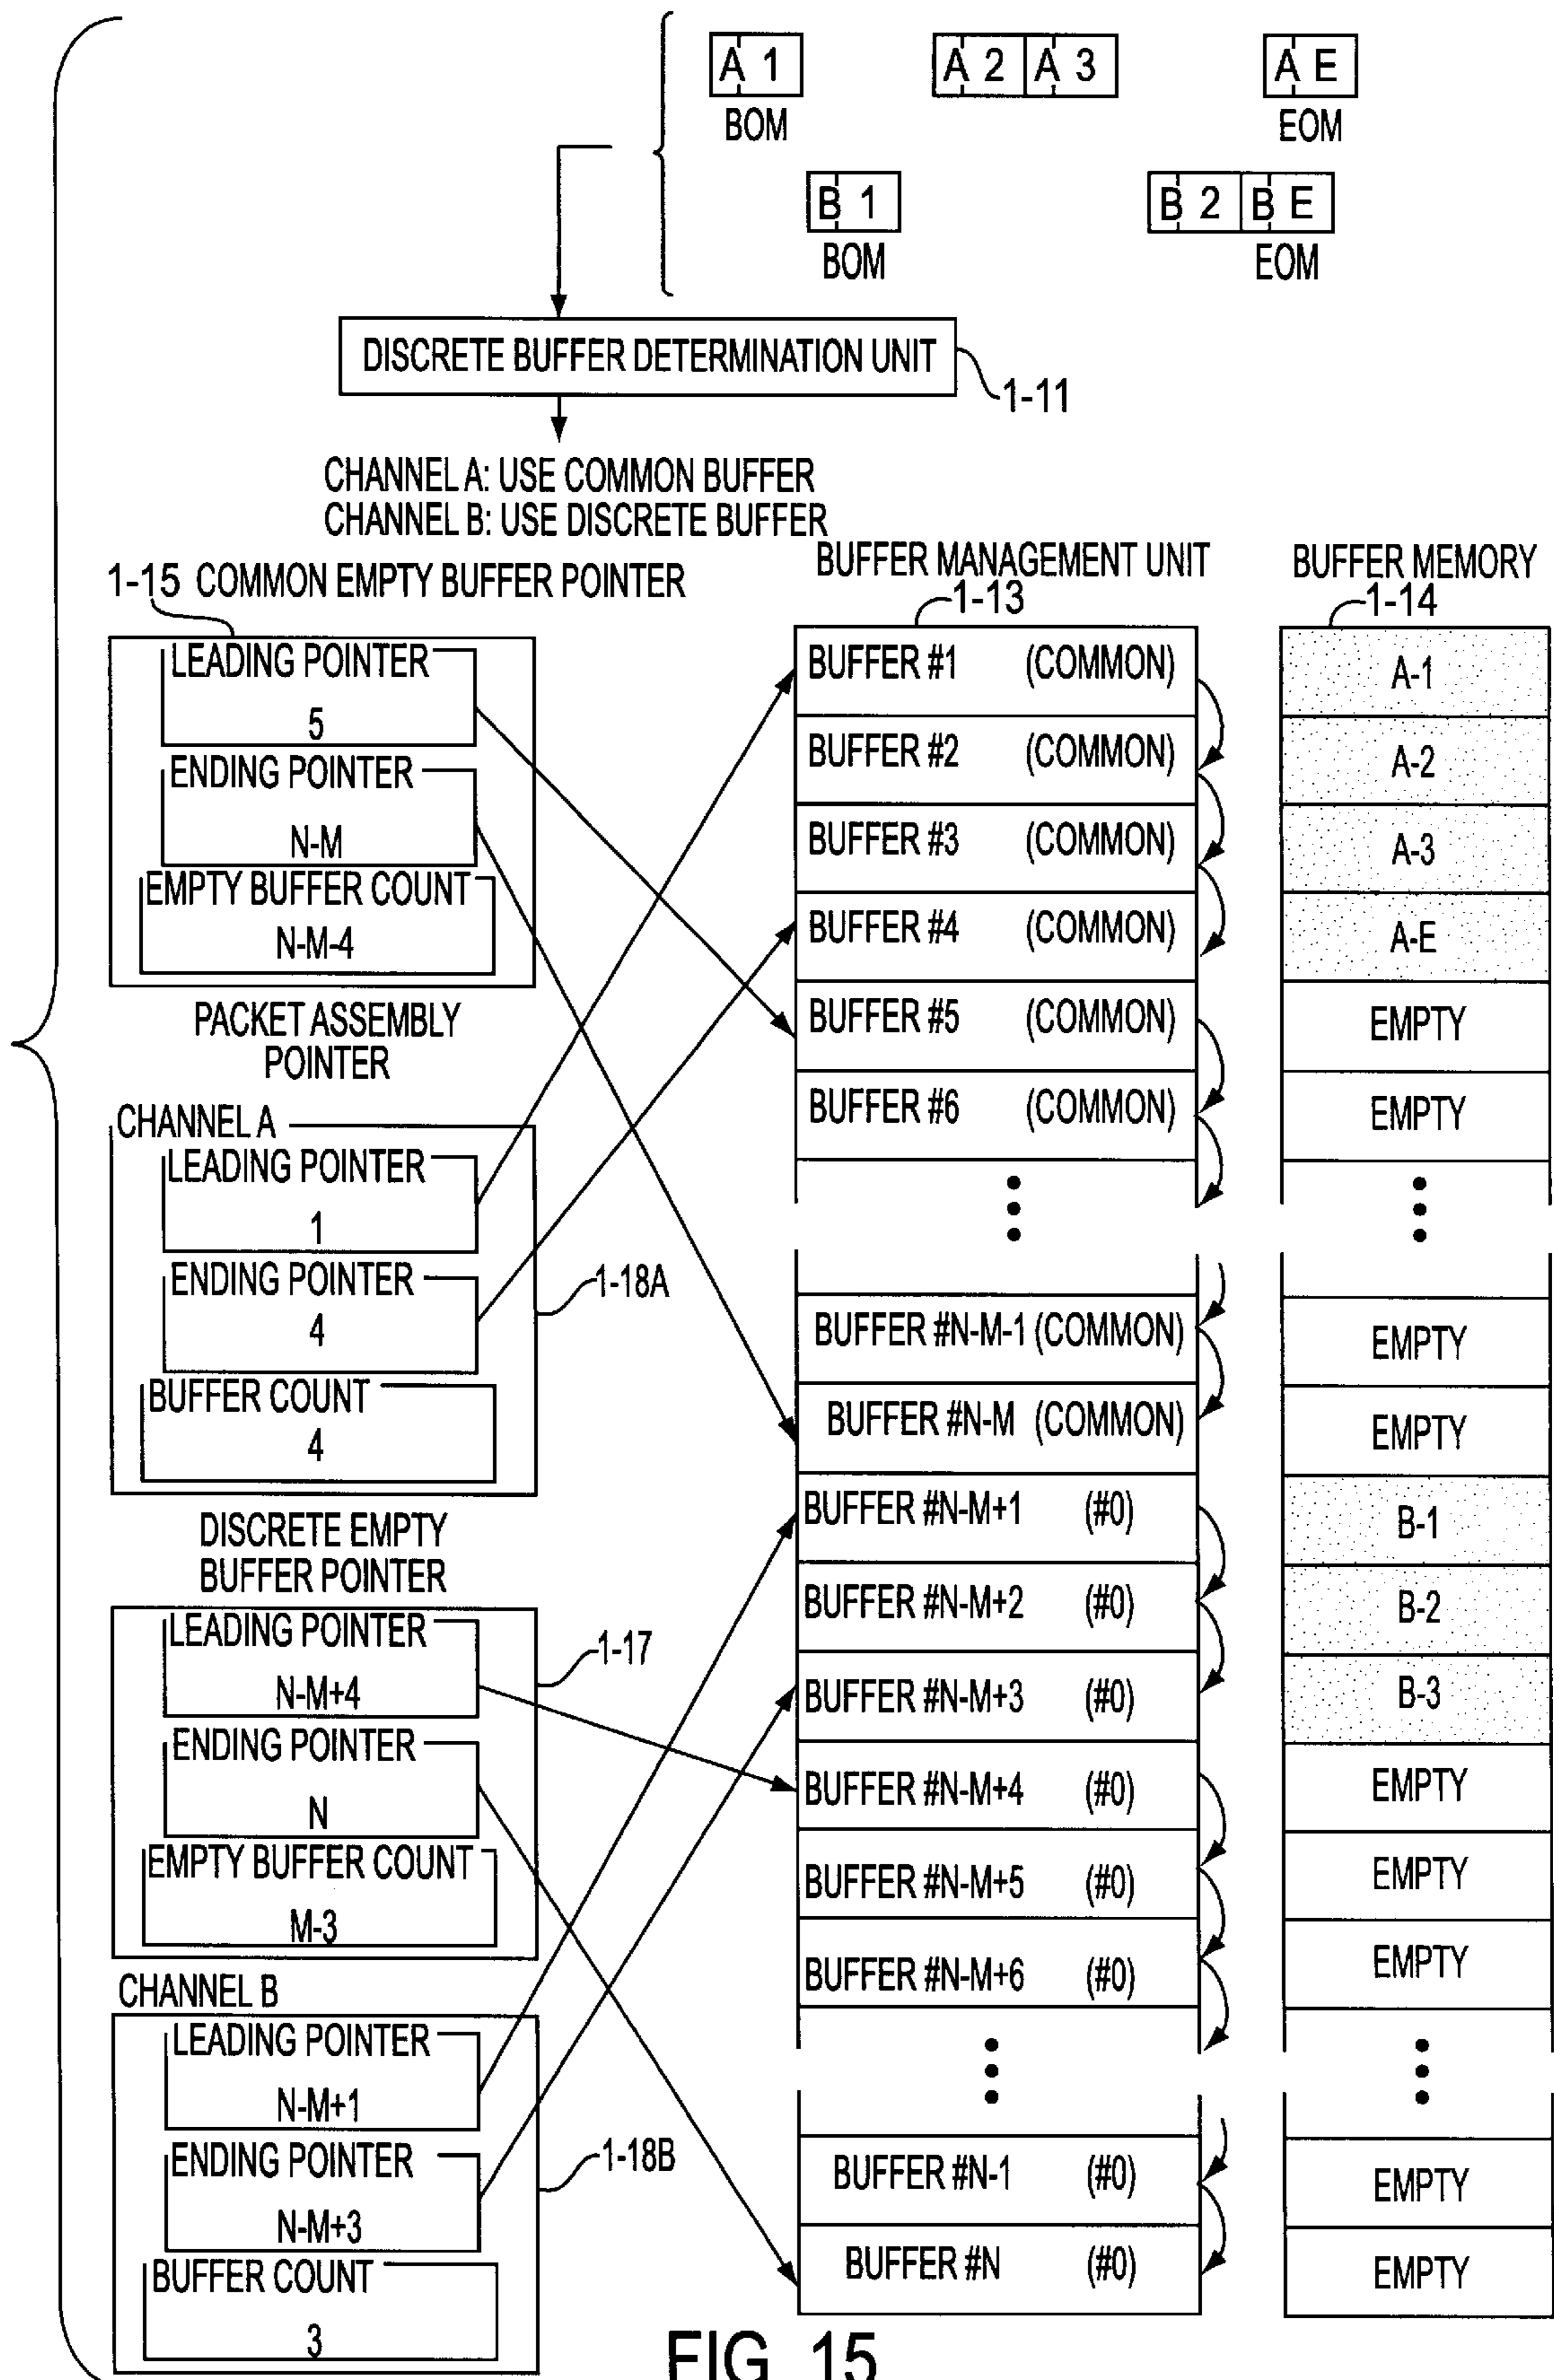 A 1
A 2 A 3
A E
BOM
EOM
B 1
B 2 B E
BOM
EOM
DISCRETE BUFFER DETERMINATION UNIT
1-11
CHANNEL A: USE COMMON BUFFER
CHANNEL B: USE DISCRETE BUFFER
1-15 COMMON EMPTY BUFFER POINTER
LEADING POINTER
5
ENDING POINTER
N-M
EMPTY BUFFER COUNT
N-M-4
PACKET ASSEMBLY
POINTER
CHANNEL A
LEADING POINTER
1
ENDING POINTER
4
1-18A
BUFFER COUNT
4
DISCRETE EMPTY
BUFFER POINTER
LEADING POINTER
N-M+4
1-17
ENDING POINTER
N
EMPTY BUFFER COUNT
M-3
CHANNEL B
LEADING POINTER
N-M+1
ENDING POINTER
N-M+3
1-18B
BUFFER COUNT
3
BUFFER MANAGEMENT UNIT
1-13
BUFFER #1 (COMMON)
BUFFER #2 (COMMON)
BUFFER #3 (COMMON)
BUFFER #4 (COMMON)
BUFFER #5 (COMMON)
BUFFER #6 (COMMON)
BUFFER #N-M-1 (COMMON)
BUFFER #N-M (COMMON)
BUFFER #N-M+1 (#0)
BUFFER #N-M+2 (#0)
BUFFER #N-M+3 (#0)
BUFFER #N-M+4 (#0)
BUFFER #N-M+5 (#0)
BUFFER #N-M+6 (#0)
BUFFER #N-1 (#0)
BUFFER #N (#0)
BUFFER MEMORY
1-14
A-1
A-2
A-3
A-E
EMPTY
EMPTY
EMPTY
EMPTY
B-1
B-2
B-3
EMPTY
EMPTY
EMPTY
EMPTY
EMPTY
FIG. 15